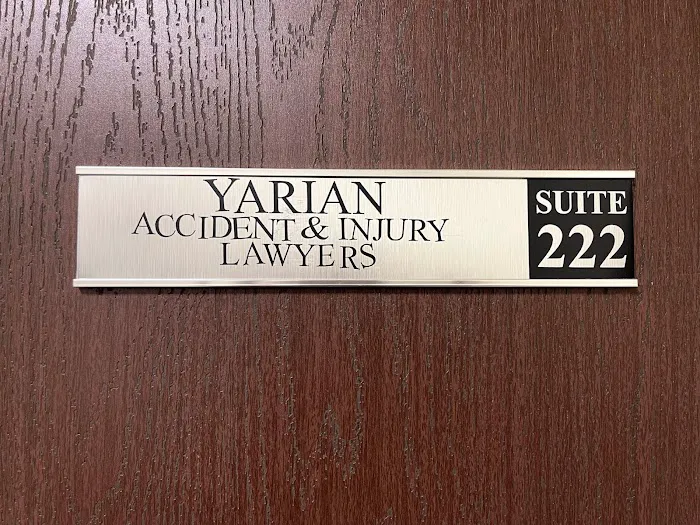 YARIAN
ACCIDENT & INJURY
LAWYERS
SUITE
222